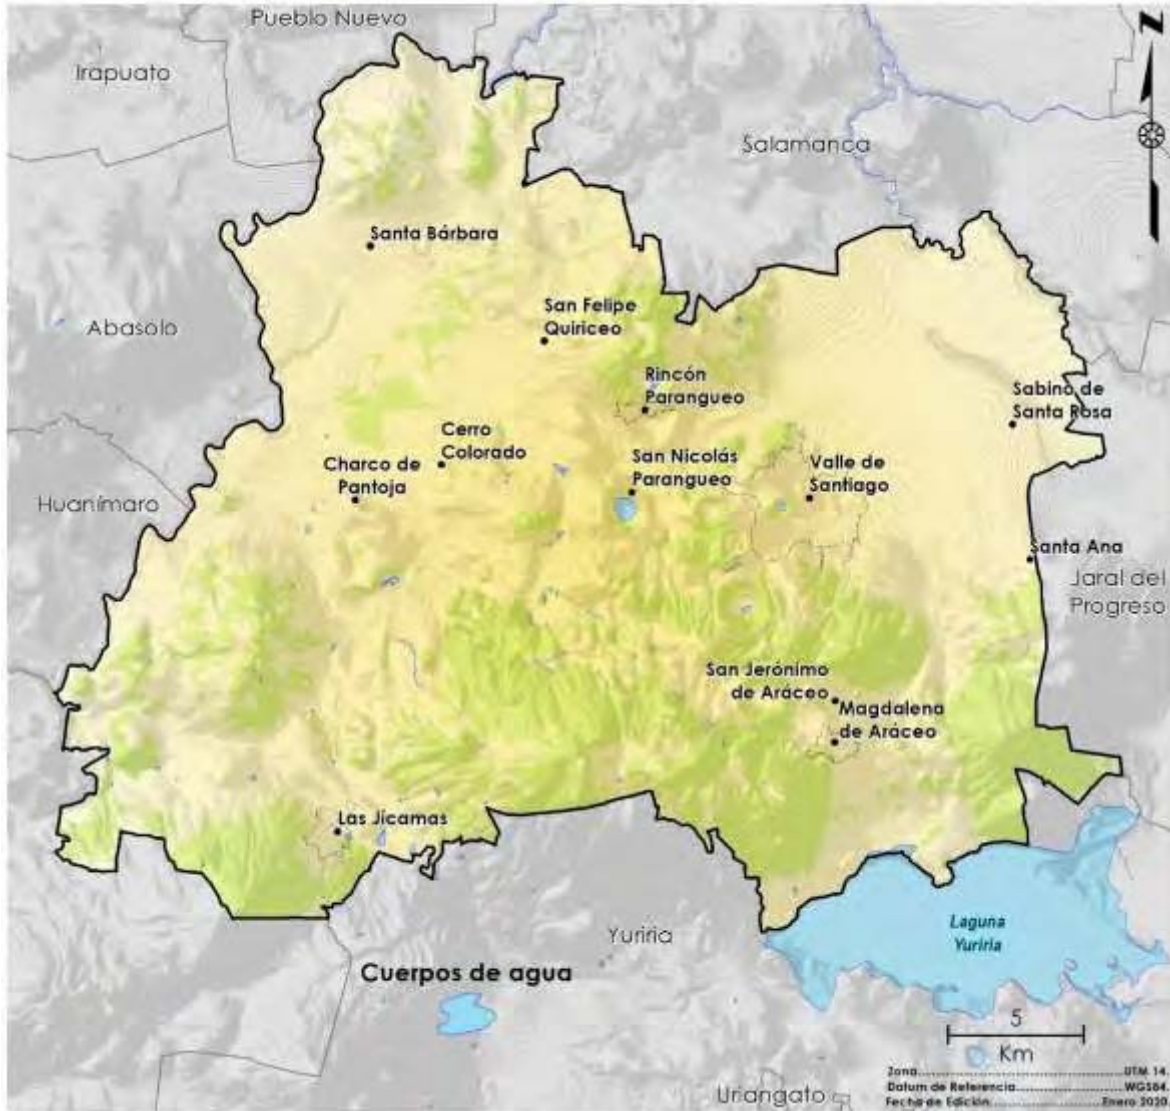 Pueblo Nuevo
Irapuato
Z
Salamanca
Santa Bárbara
San Felipe
Quiriceo
Abasolo
Rincón
Parangueo
Sabino de
Santa Rosa
Cerro
Colorado
Charco de
Pantoja
San Nicolás
Parangueo
Valle de
Santiago
Huanímaro
Santa Ana
Jaral del
Progreso
San Jerónimo
de Aráceo
Magdalena
de Aráceo
Las Jícamas
Laguna
Yuriria
Yuriria
Cuerpos de agua
5
Km
Zona UTM 14.
Datum de Referencia WGS84.
Fecha de Edición Enero 2020.
Uriangato